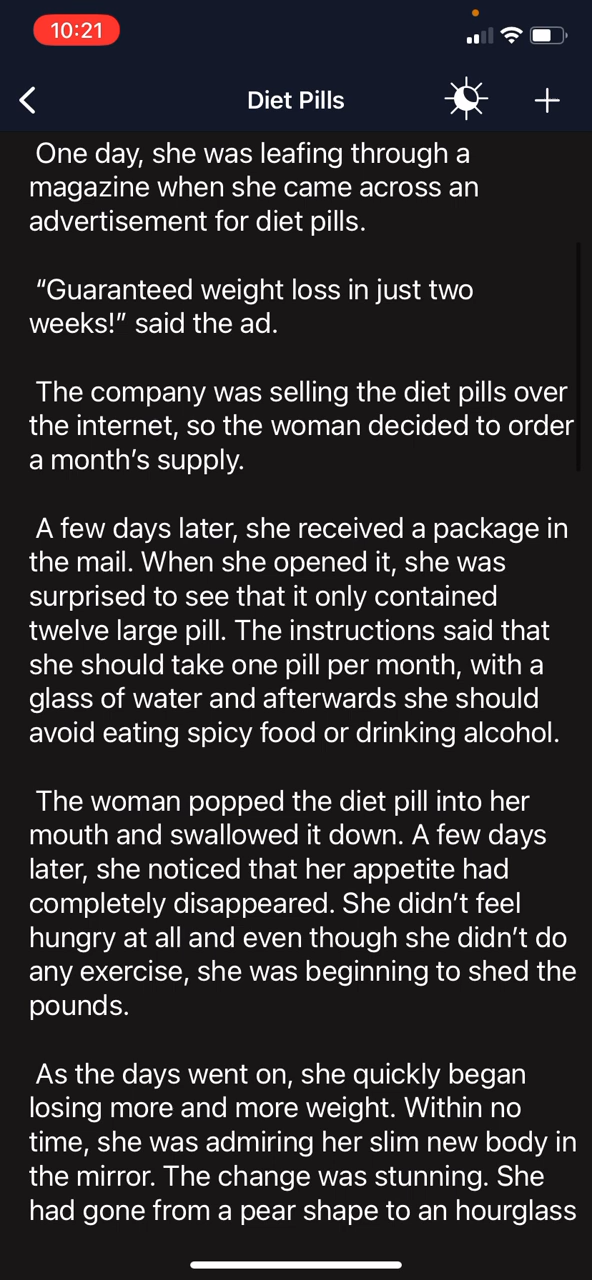 10:21
Diet Pills
One day, she was leafing through a
magazine when she came across an
advertisement for diet pills.
“Guaranteed weight loss in just two
weeks!” said the ad.
The company was selling the diet pills over
the internet, so the woman decided to order
a month’s supply.
A few days later, she received a package in
the mail. When she opened it, she was
surprised to see that it only contained
twelve large pill. The instructions said that
she should take one pill per month, with a
glass of water and afterwards she should
avoid eating spicy food or drinking alcohol.
The woman popped the diet pill into her
mouth and swallowed it down. A few days
later, she noticed that her appetite had
completely disappeared. She didn’t feel
hungry at all and even though she didn’t do
any exercise, she was beginning to shed the
pounds.
As the days went on, she quickly began
losing more and more weight. Within no
time, she was admiring her slim new body in
the mirror. The change was stunning. She
had gone from a pear shape to an hourglass